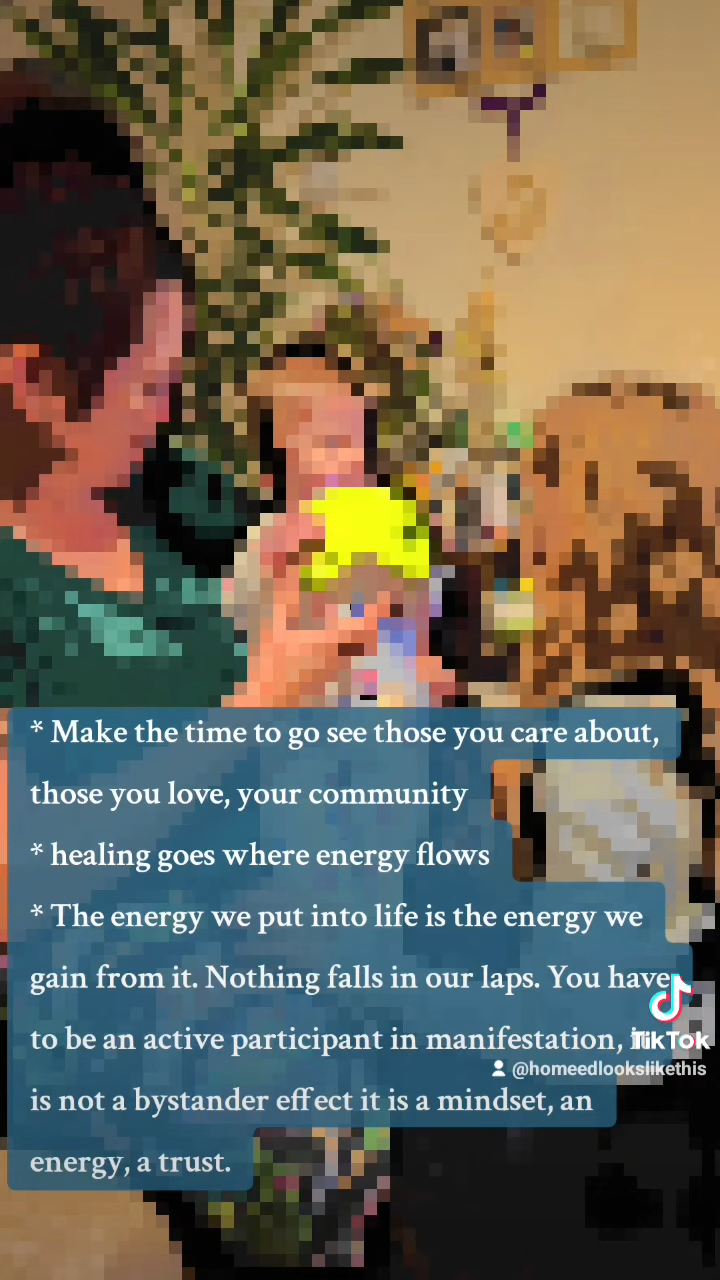 * Make the time to go see those you care about,
those you love, your community
* healing goes where energy flows
* The energy we put into life is the energy we
gain from it. Nothing falls in our laps. You have
to be an active participant in manifestation,
is not a bystander effect it is a mindset, an
energy, a trust.
TikTok
@homeedlookslikethis